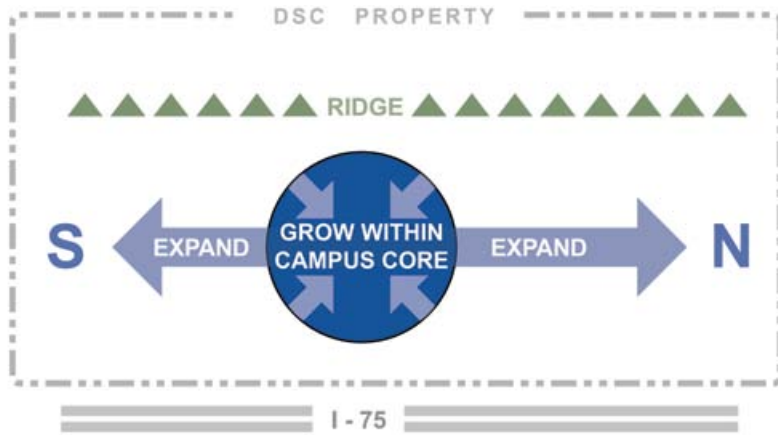 DSC PROPERTY
RIDGE
S
EXPAND
GROW WITHIN
CAMPUS CORE
EXPAND
N
I - 75